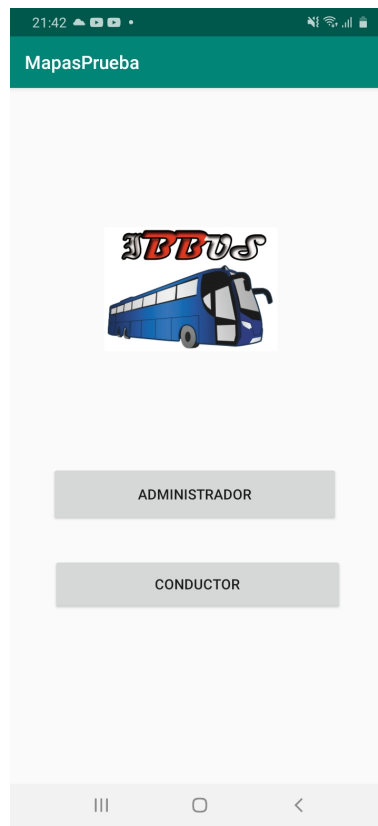 21:42
MapasPrueba
IBBUS
ADMINISTRADOR
CONDUCTOR